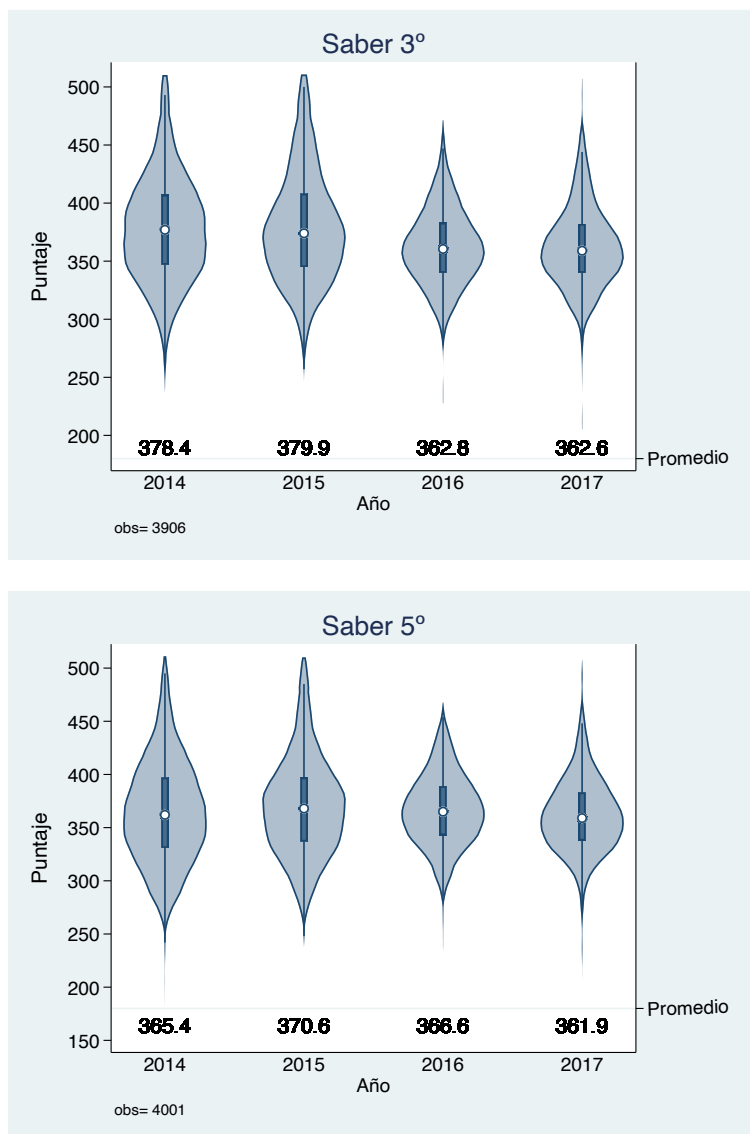 Saber 3º
500
450
400
350
300
250
200
Puntaje
378.4 379.9 362.8 362.6
Promedio
2014 2015 2016 2017
Año
obs= 3906
Saber 5º
500
450
400
350
300
250
200
150
Puntaje
Promedio
365.4 370.6 366.6 361.9
2014 2015 2016 2017
Año
obs= 4001